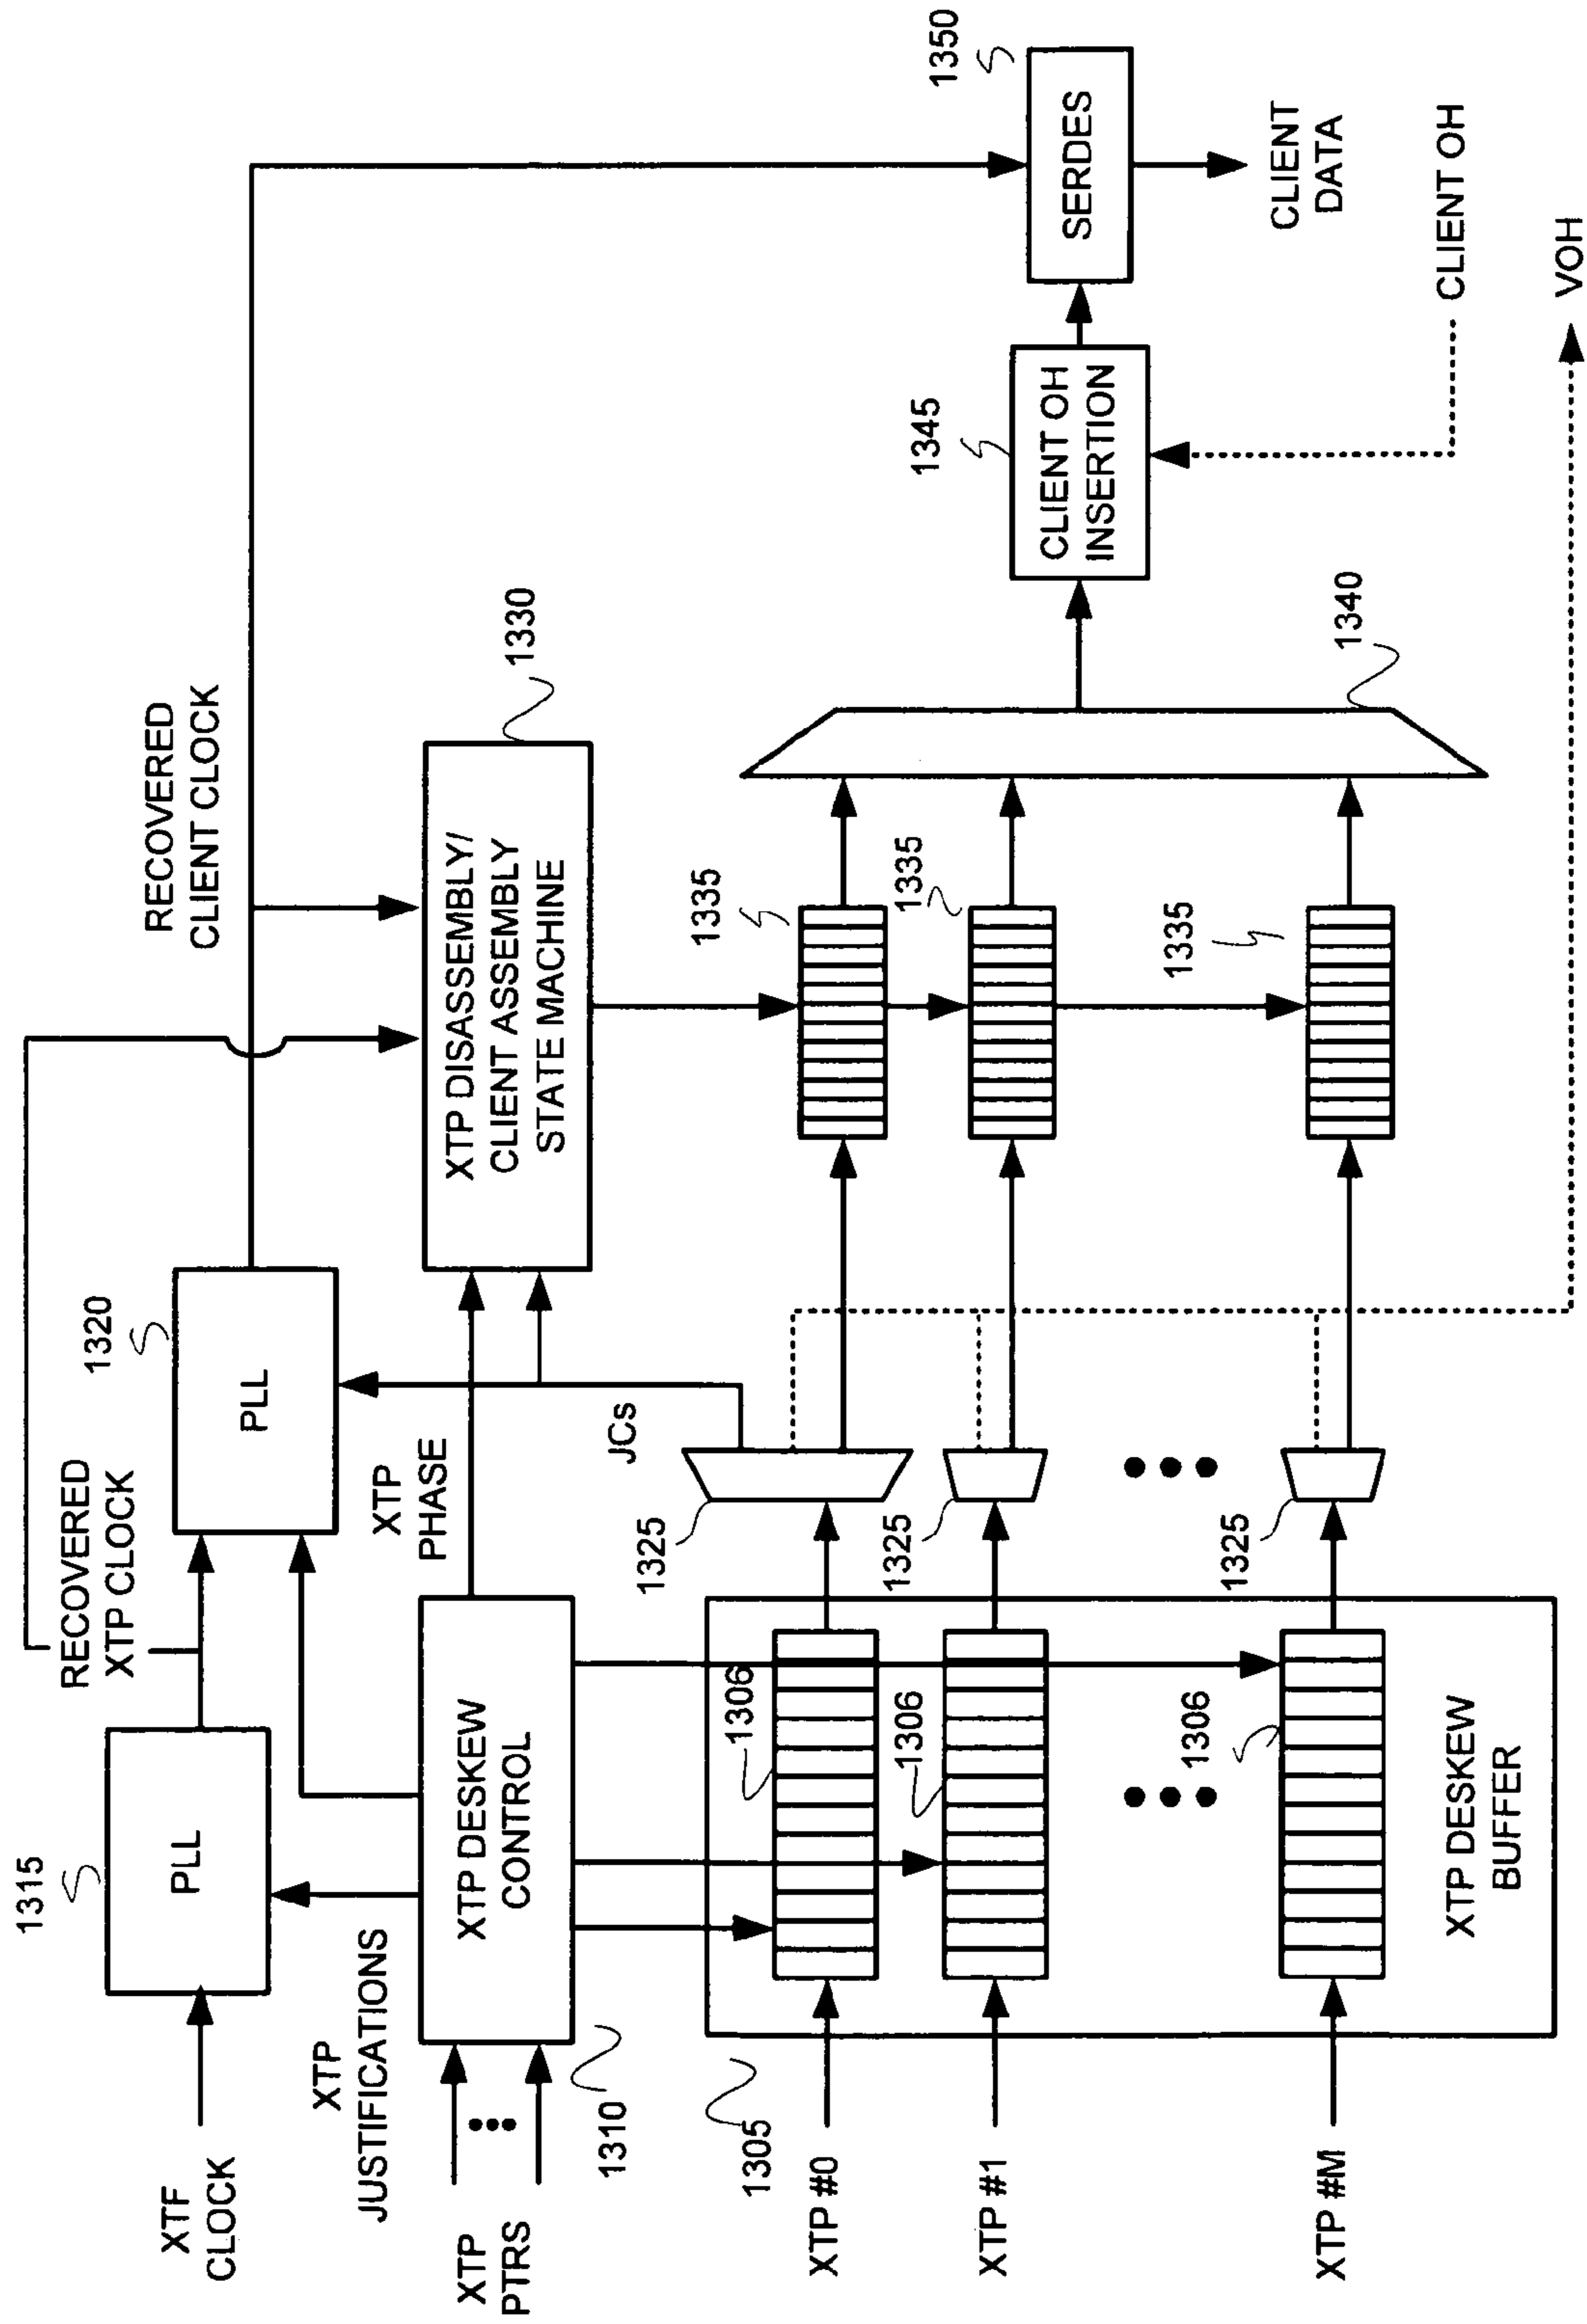 XTF
CLOCK
1315
PLL
RECOVERED
XTP CLOCK
1320
PLL
RECOVERED
CLIENT CLOCK
XTP
JUSTIFICATIONS
XTP
PTRS
1310
XTP DESKEW
CONTROL
XTP
PHASE
JCs
XTP DISASSEMBLY/
CLIENT ASSEMBLY
STATE MACHINE
1330
1305
XTP #0
XTP #1
XTP #M
1306
1306
1306
XTP DESKEW
BUFFER
1325
1325
1325
1335
1335
1335
1340
1345
CLIENT OH
INSERTION
1350
SERDES
CLIENT
DATA
CLIENT OH
VOH